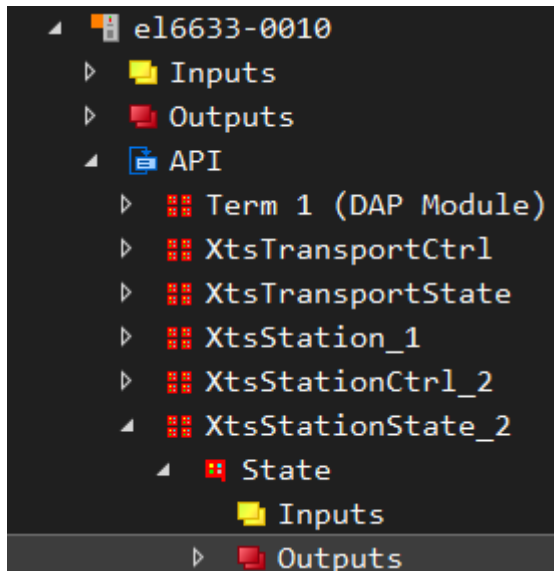 el6633-0010
Inputs
Outputs
API
Term 1 (DAP Module)
XtsTransportCtrl
XtsTransportState
XtsStation_1
XtsStationCtrl_2
XtsStationState_2
State
Inputs
Outputs